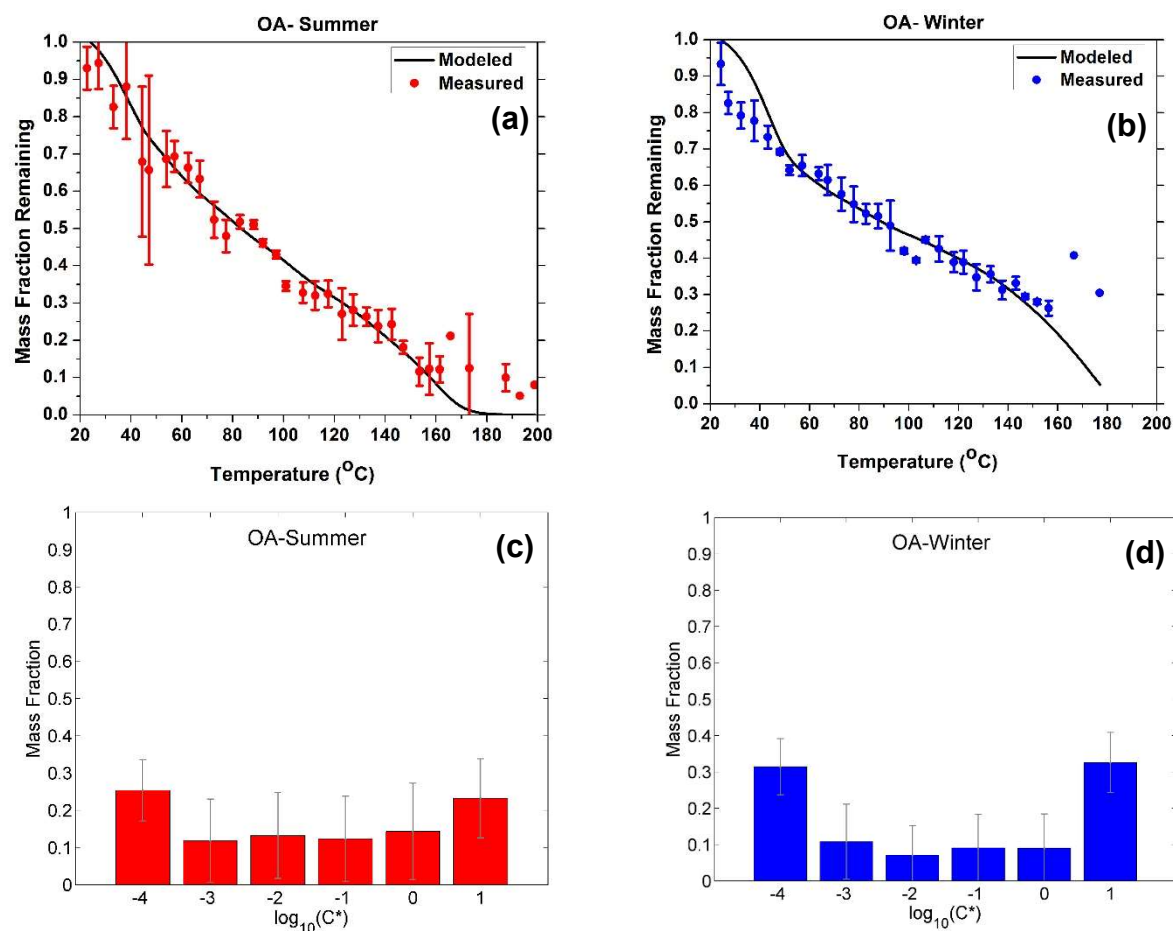 OA- Summer
Modeled
Measured
(a)
Mass Fraction Remaining
1.0
0.9
0.8
0.7
0.6
0.5
0.4
0.3
0.2
0.1
0.0
20 40 60 80 100 120 140 160 180 200
Temperature (°C)
OA- Winter
Modeled
Measured
(b)
Mass Fraction Remaining
1.0
0.9
0.8
0.7
0.6
0.5
0.4
0.3
0.2
0.1
0.0
20 40 60 80 100 120 140 160 180 200
Temperature (°C)
OA-Summer
(c)
Mass Fraction
1
0.9
0.8
0.7
0.6
0.5
0.4
0.3
0.2
0.1
0
-4 -3 -2 -1 0 1
log10(C*)
OA-Winter
(d)
Mass Fraction
1
0.9
0.8
0.7
0.6
0.5
0.4
0.3
0.2
0.1
0
-4 -3 -2 -1 0 1
log10(C*)